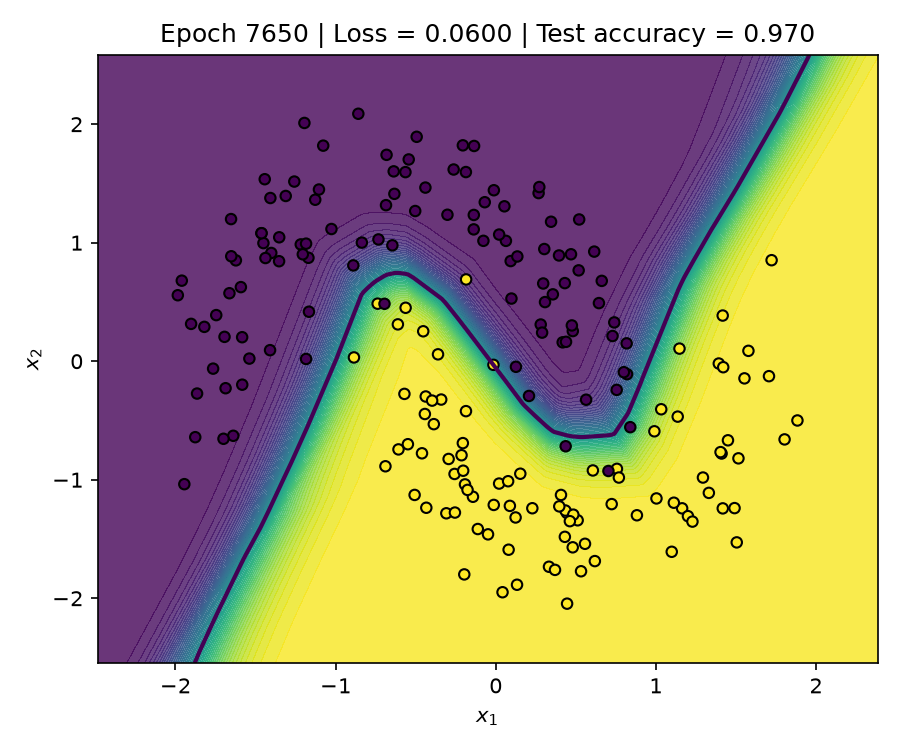 Epoch 7650 | Loss = 0.0600 | Test accuracy = 0.970
2
1
0
−1
−2
x₂
−2 −1 0 1 2
x₁